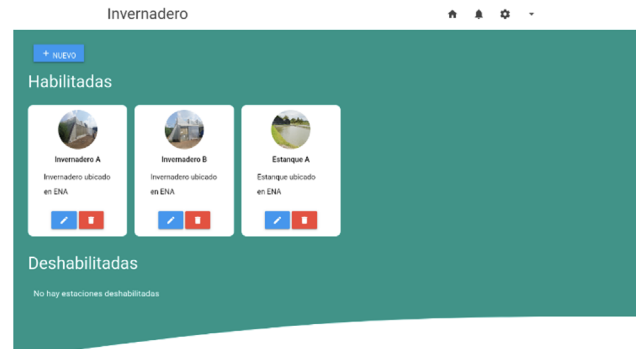 Invernadero
+ NUEVO
Habilitadas
Invernadero A
Invernadero ubicado
en ENA
Invernadero B
Invernadero ubicado
en ENA
Estanque A
Estanque ubicado
en ENA
Deshabilitadas
No hay estaciones deshabilitadas